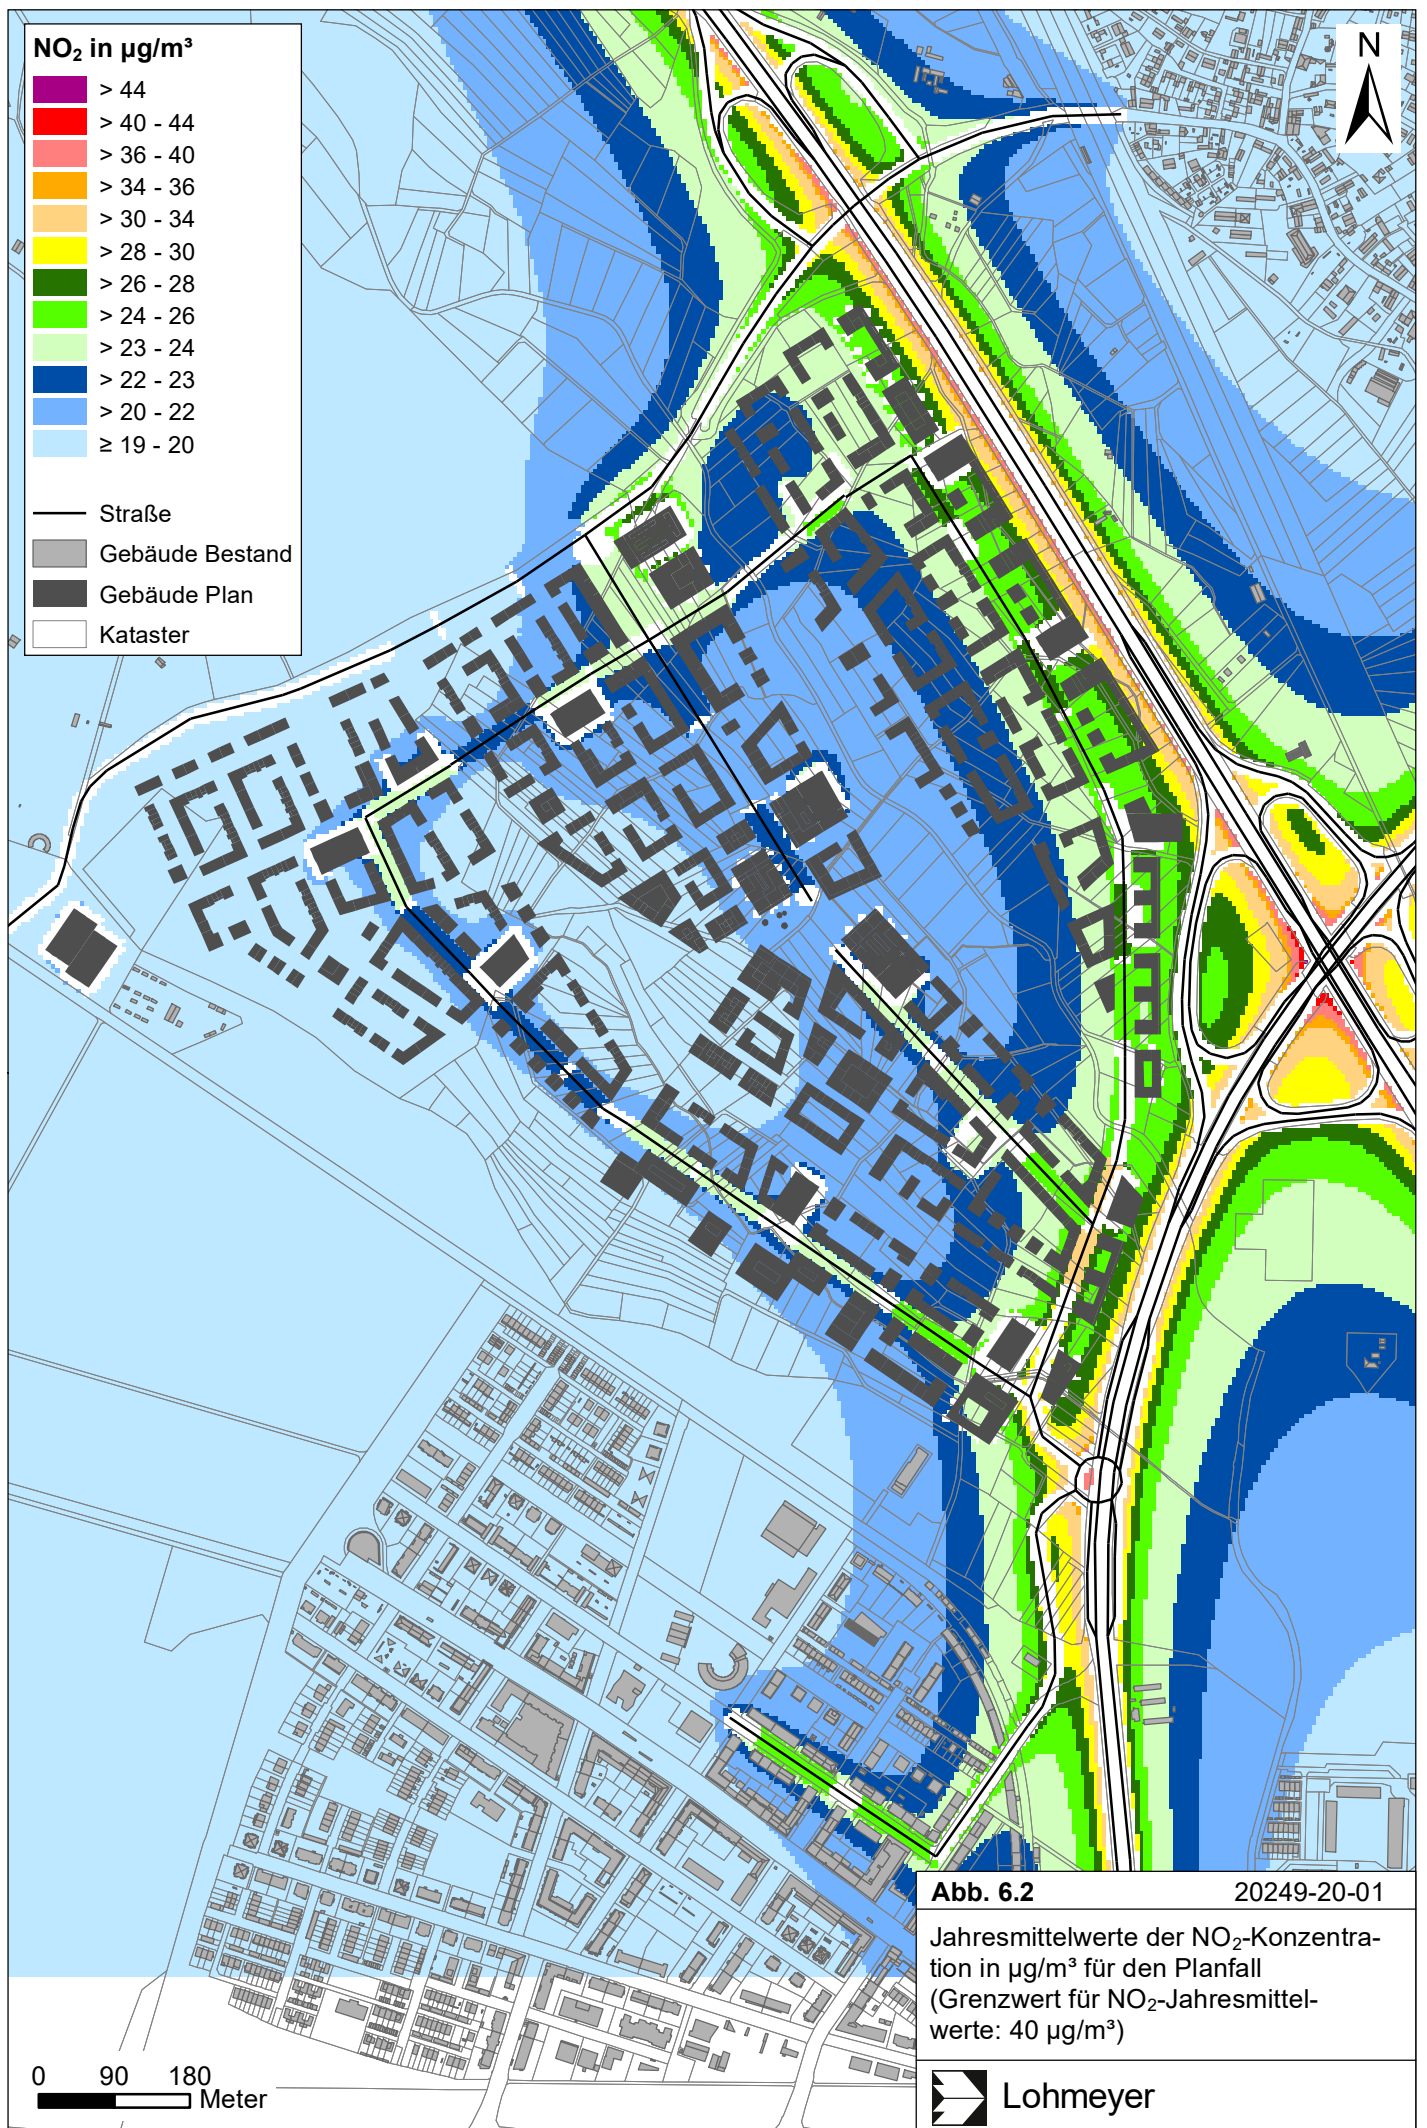 NO₂ in µg/m³
> 44
> 40 - 44
> 36 - 40
> 34 - 36
> 30 - 34
> 28 - 30
> 26 - 28
> 24 - 26
> 23 - 24
> 22 - 23
> 20 - 22
≥ 19 - 20
Straße
Gebäude Bestand
Gebäude Plan
Kataster
N
Abb. 6.2 20249-20-01
Jahresmittelwerte der NO₂-Konzentra-
tion in µg/m³ für den Planfall
(Grenzwert für NO₂-Jahresmittel-
werte: 40 µg/m³)
Lohmeyer
0 90 180
Meter